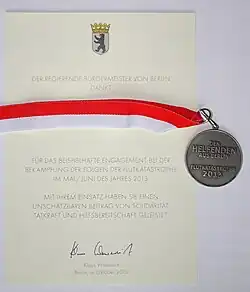 DER REGIERENDE BÜRGERMEISTER VON BERLIN
DANKT
FÜR DAS BEISPIELHAFTE ENGAGEMENT BEI DER
BEKÄMPFUNG DER FOLGEN DER FLUTKATASTROPHE
IM MAI/JUNI DES JAHRES 2013
MIT IHREM EINSATZ HABEN SIE EINEN
UNSCHÄTZBAREN BEITRAG VON SOLIDARITÄT
TATKRAFT UND HILFSBEREITSCHAFT GELEISTET
Klaus Wowereit
DEN
HELFENDEN
AUS BERLIN
FLUTKATASTROPHE
2013